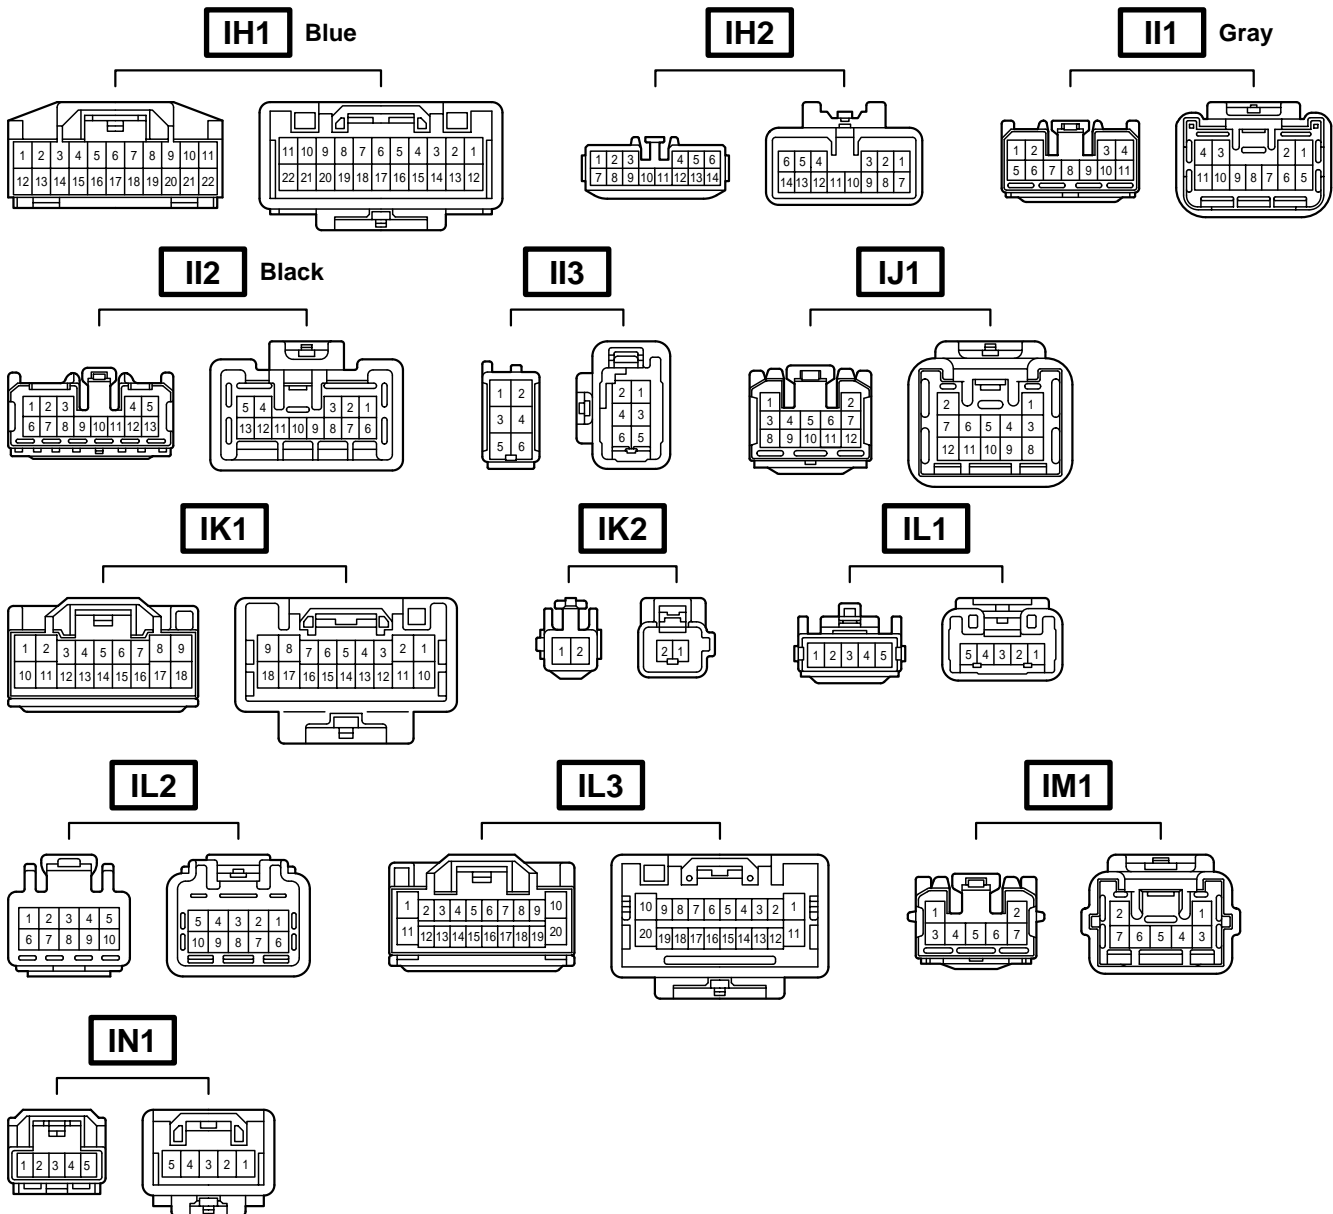 IH1 Blue IH2 II1 Gray
1 2 3 4 5 6 7 8 9 10 11
12 13 14 15 16 17 18 19 20 21 22
11 10 9 8 7 6 5 4 3 2 1
22 21 20 19 18 17 16 15 14 13 12
1 2 3 4 5 6
7 8 9 10 11 12 13 14
6 5 4 3 2 1
14 13 12 11 10 9 8 7
1 2 3 4
5 6 7 8 9 10 11
4 3 2 1
11 10 9 8 7 6 5
II2 Black II3 IJ1
1 2 3 4 5
6 7 8 9 10 11 12 13
5 4 3 2 1
13 12 11 10 9 8 7 6
1 2
3 4
5 6
2 1
4 3
6 5
1 2
3 4 5 6 7
8 9 10 11 12
2 1
7 6 5 4 3
12 11 10 9 8
IK1 IK2 IL1
1 2 3 4 5 6 7 8 9
10 11 12 13 14 15 16 17 18
9 8 7 6 5 4 3 2 1
18 17 16 15 14 13 12 11 10
1 2
2 1
1 2 3 4 5
5 4 3 2 1
IL2 IL3 IM1
1 2 3 4 5
6 7 8 9 10
5 4 3 2 1
10 9 8 7 6
1 2 3 4 5 6 7 8 9 10
11 12 13 14 15 16 17 18 19 20
10 9 8 7 6 5 4 3 2 1
20 19 18 17 16 15 14 13 12 11
1 2
3 4 5 6 7
2 1
7 6 5 4 3
IN1
1 2 3 4 5
5 4 3 2 1